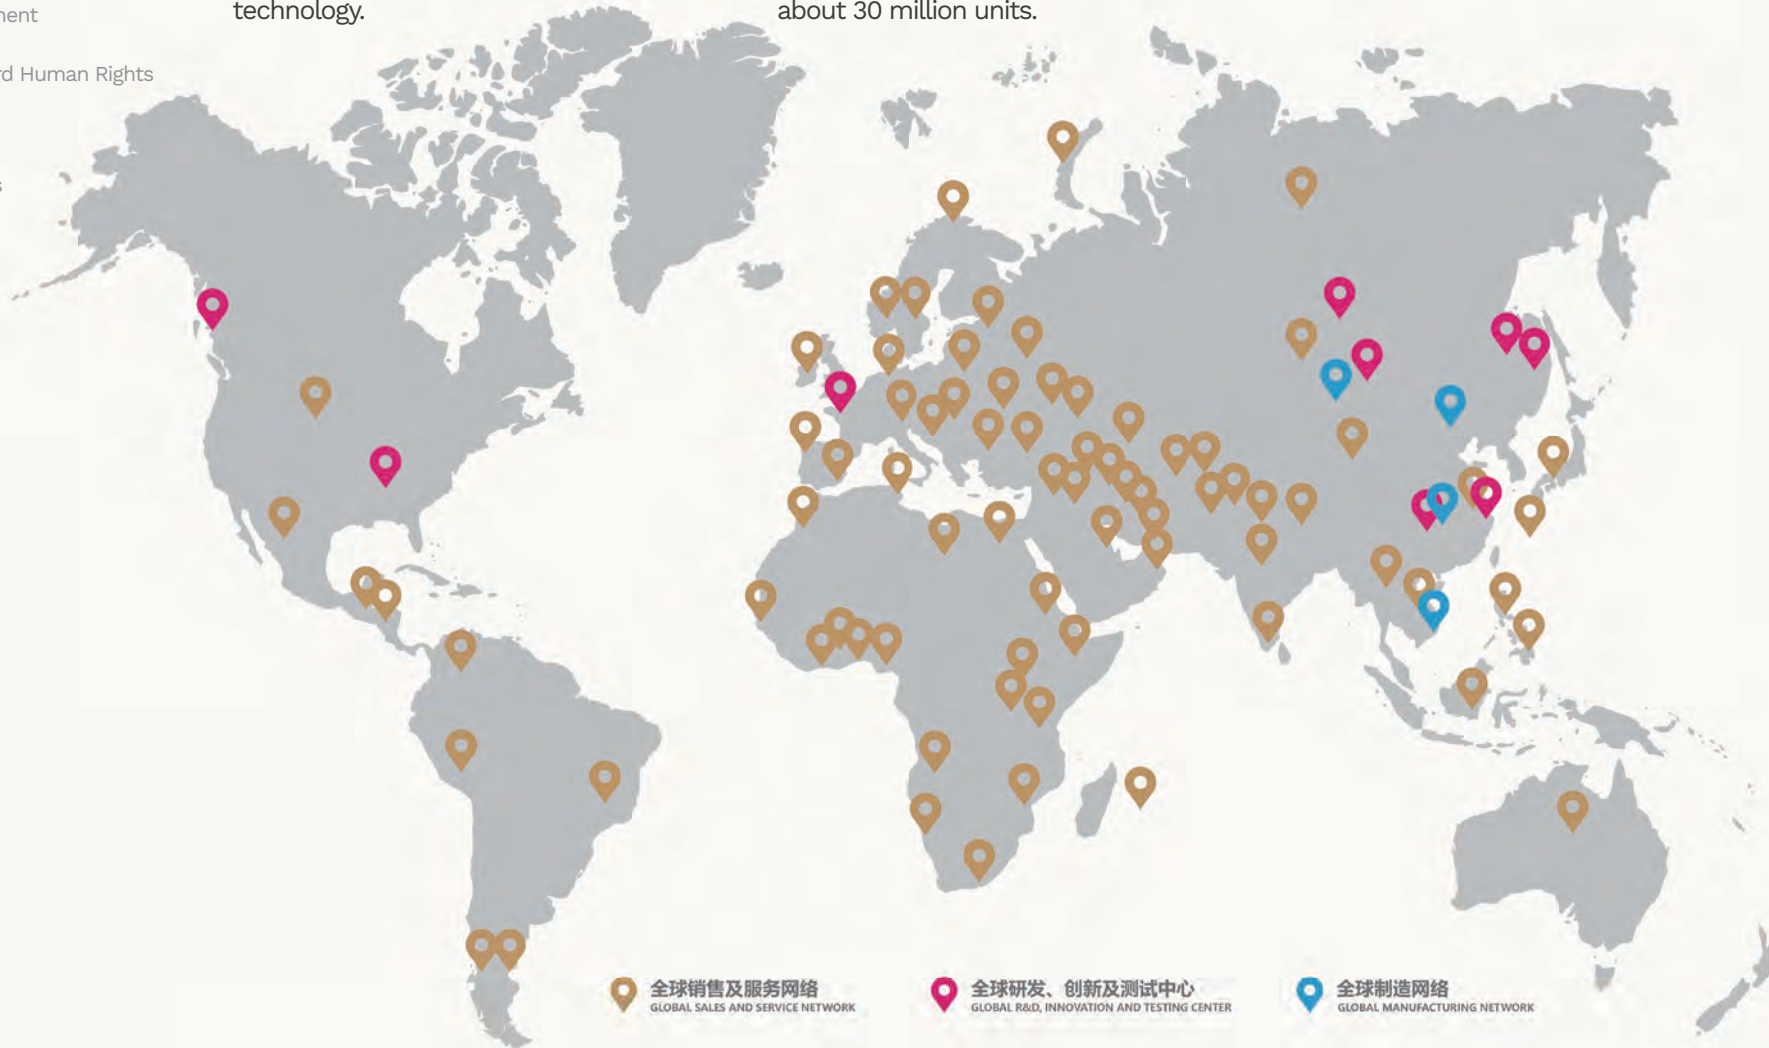 technology.
about 30 million units.
Human Rights
全球销售及服务网络
GLOBAL SALES AND SERVICE NETWORK
全球研发、创新及测试中心
GLOBAL R&D, INNOVATION AND TESTING CENTER
全球制造网络
GLOBAL MANUFACTURING NETWORK